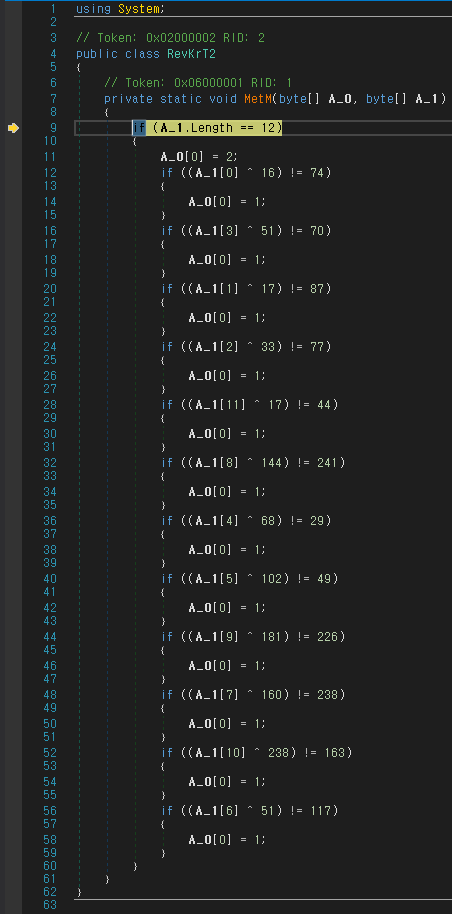 1 using System;
2
3 // Token: 0x02000002 RID: 2
4 public class RevKrT2
5 {
6 // Token: 0x06000001 RID: 1
7 private static void MetM(byte[] A_0, byte[] A_1)
8 {
9 if (A_1.Length == 12)
10 {
11 A_0[0] = 2;
12 if ((A_1[0] ^ 16) != 74)
13 {
14 A_0[0] = 1;
15 }
16 if ((A_1[3] ^ 51) != 70)
17 {
18 A_0[0] = 1;
19 }
20 if ((A_1[1] ^ 17) != 87)
21 {
22 A_0[0] = 1;
23 }
24 if ((A_1[2] ^ 33) != 77)
25 {
26 A_0[0] = 1;
27 }
28 if ((A_1[11] ^ 17) != 44)
29 {
30 A_0[0] = 1;
31 }
32 if ((A_1[8] ^ 144) != 241)
33 {
34 A_0[0] = 1;
35 }
36 if ((A_1[4] ^ 68) != 29)
37 {
38 A_0[0] = 1;
39 }
40 if ((A_1[5] ^ 102) != 49)
41 {
42 A_0[0] = 1;
43 }
44 if ((A_1[9] ^ 181) != 226)
45 {
46 A_0[0] = 1;
47 }
48 if ((A_1[7] ^ 160) != 238)
49 {
50 A_0[0] = 1;
51 }
52 if ((A_1[10] ^ 238) != 163)
53 {
54 A_0[0] = 1;
55 }
56 if ((A_1[6] ^ 51) != 117)
57 {
58 A_0[0] = 1;
59 }
60 }
61 }
62 }
63